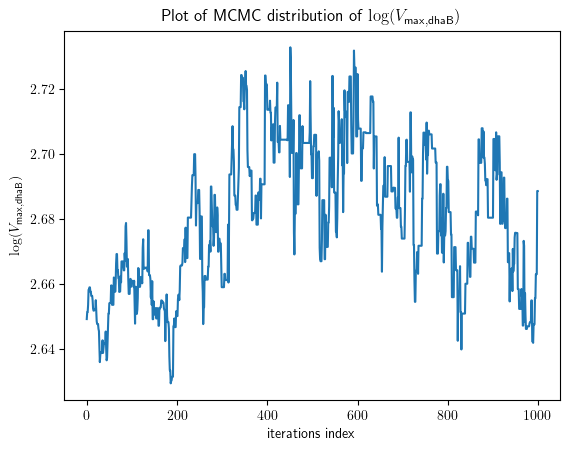 Plot of MCMC distribution of log(V_max,dhaB)
log(V_max,dhaB)
2.72
2.70
2.68
2.66
2.64
0 200 400 600 800 1000
iterations index